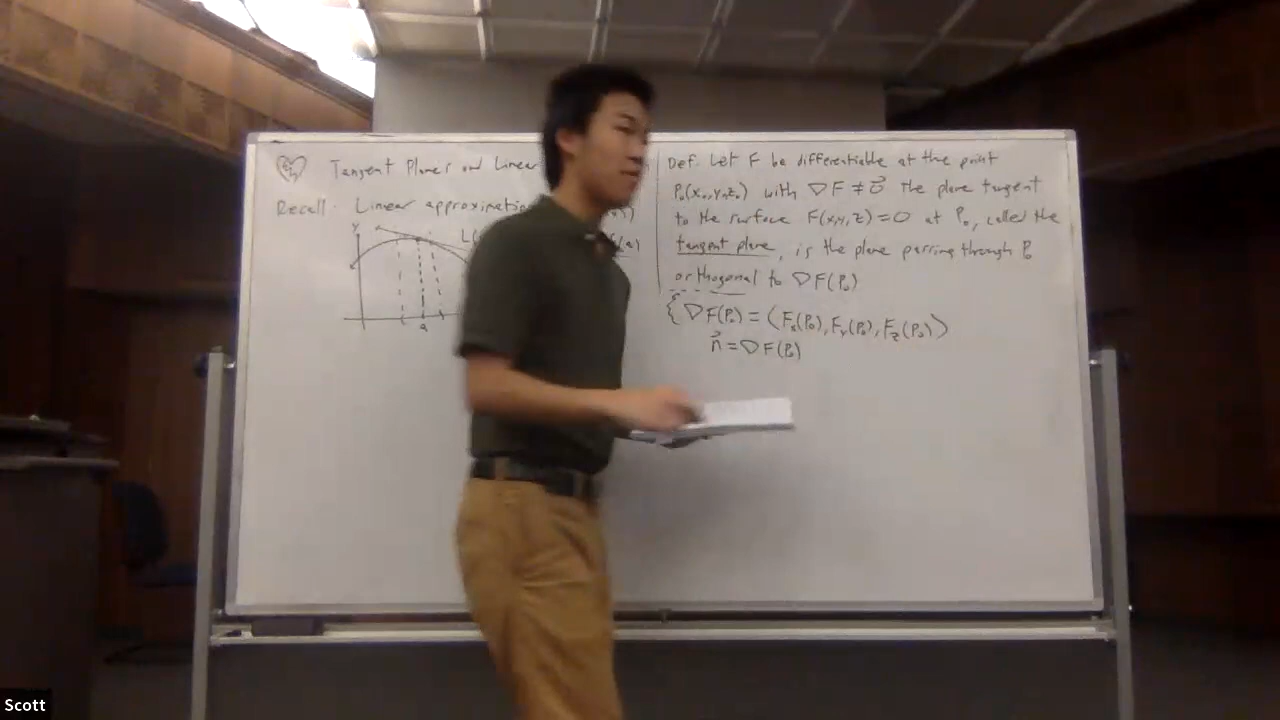 Tangent Planes and Linear
Recall: Linear approximation
y
L(
f(a)
a
Def. Let F be differentiable at the point
P₀(x₀,y₀,z₀) with ∇F ≠ 0⃗ the plane tangent
to the surface F(x,y,z)=0 at P₀, called the
tangent plane, is the plane passing through P₀
orthogonal to ∇F(P₀)
{∇F(P₀) = ⟨Fx(P₀), Fy(P₀), Fz(P₀)⟩
n⃗ = ∇F(P₀)
Scott